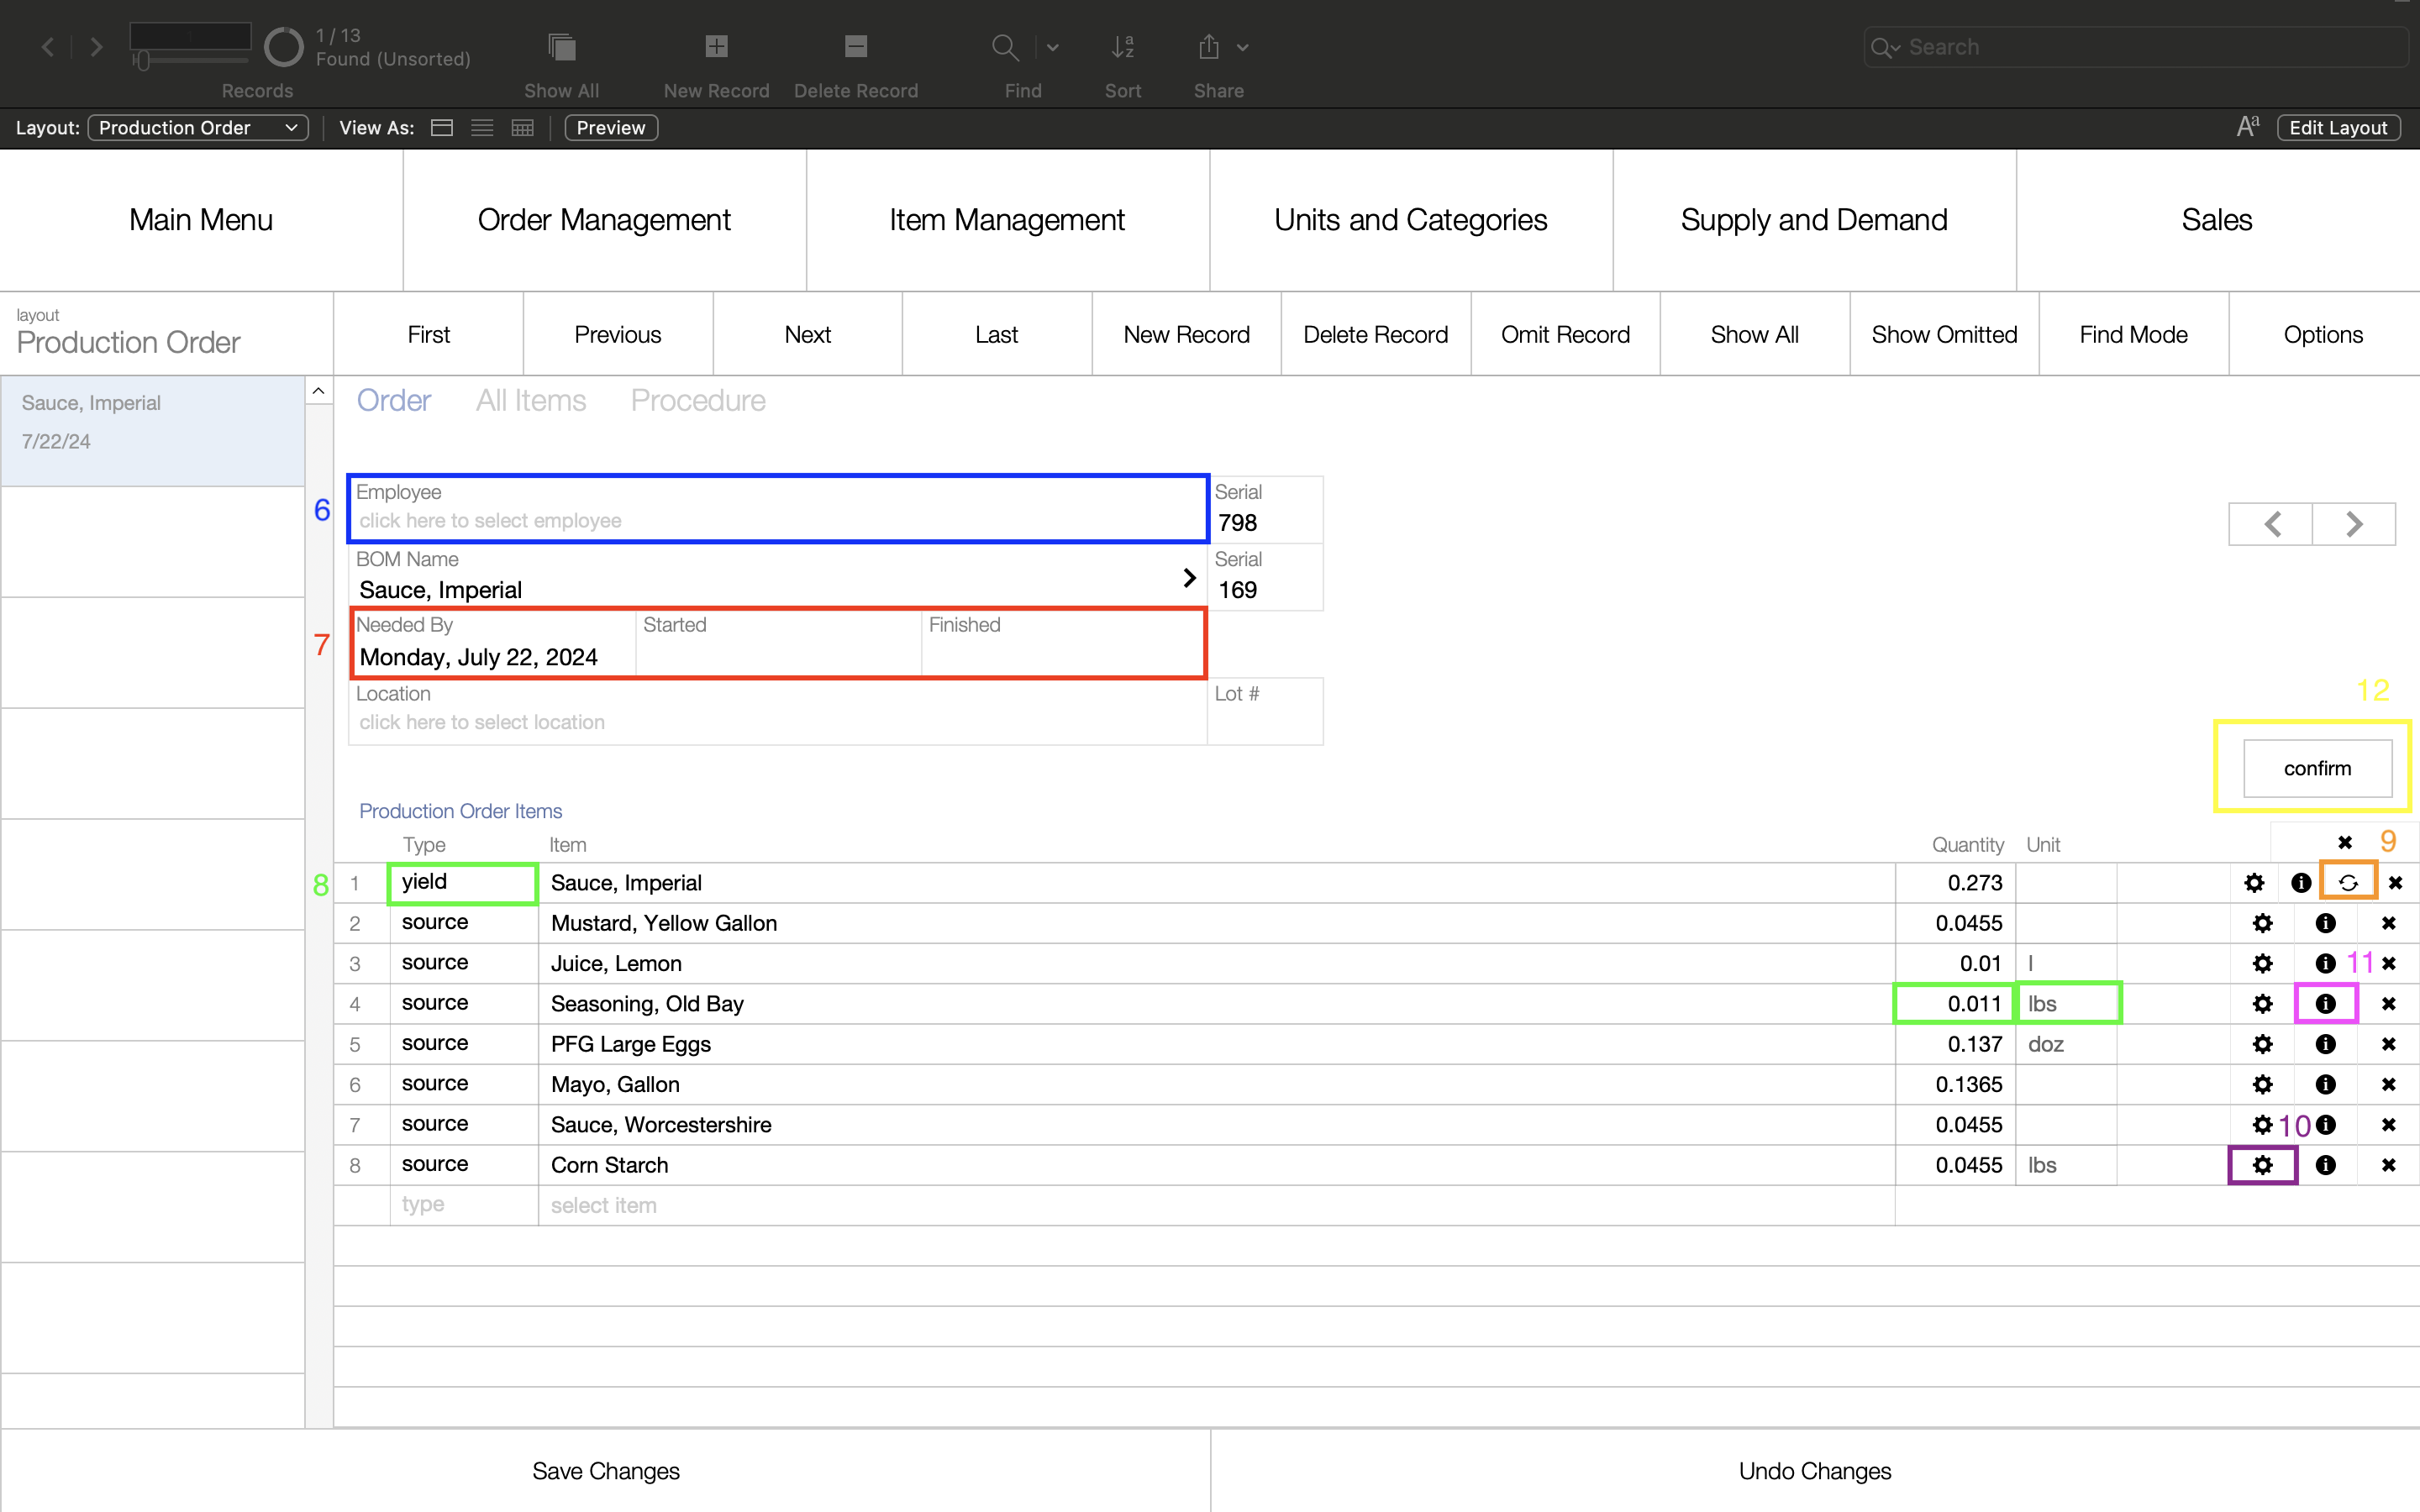 1 / 13
Found (Unsorted)
Search
Records
Show All
New Record
Delete Record
Find
Sort
Share
Layout: Production Order
View As:
Preview
Aa
Edit Layout
Main Menu
Order Management
Item Management
Units and Categories
Supply and Demand
Sales
layout
Production Order
First
Previous
Next
Last
New Record
Delete Record
Omit Record
Show All
Show Omitted
Find Mode
Options
Sauce, Imperial
7/22/24
Order All Items Procedure
6
Employee
click here to select employee
Serial
798
BOM Name
Sauce, Imperial
Serial
169
7
Needed By
Monday, July 22, 2024
Started
Finished
Location
click here to select location
Lot #
12
confirm
Production Order Items
Type Item Quantity Unit 9
8
1 yield Sauce, Imperial 0.273
2 source Mustard, Yellow Gallon 0.0455
3 source Juice, Lemon 0.01 l 11
4 source Seasoning, Old Bay 0.011 lbs
5 source PFG Large Eggs 0.137 doz
6 source Mayo, Gallon 0.1365
7 source Sauce, Worcestershire 0.0455 10
8 source Corn Starch 0.0455 lbs
type select item
Save Changes
Undo Changes